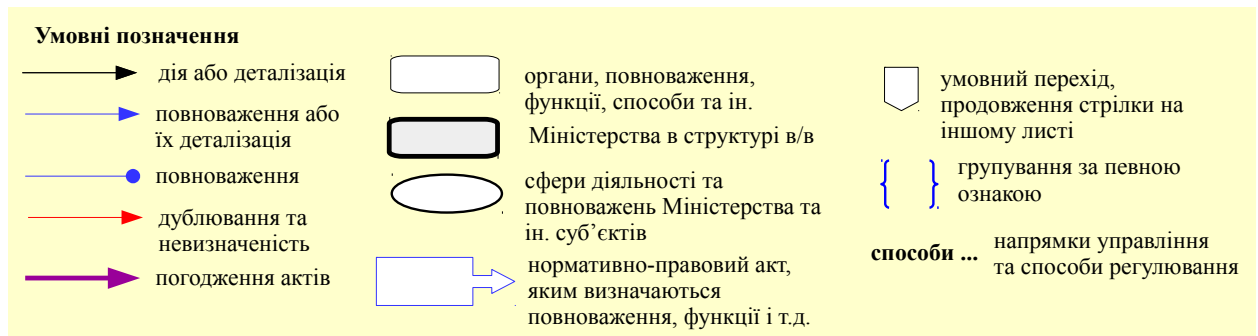 Умовні позначення
дія або деталізація
повноваження або
їх деталізація
повноваження
дублювання та
невизначеність
погодження актів
органи, повноваження,
функції, способи та ін.
Міністерства в структурі в/в
сфери діяльності та
повноважень Міністерства та
ін. суб’єктів
нормативно-правовий акт,
яким визначаються
повноваження, функції і т.д.
умовний перехід,
продовження стрілки на
іншому листі
групування за певною
ознакою
способи ... напрямки управління
та способи регулювання